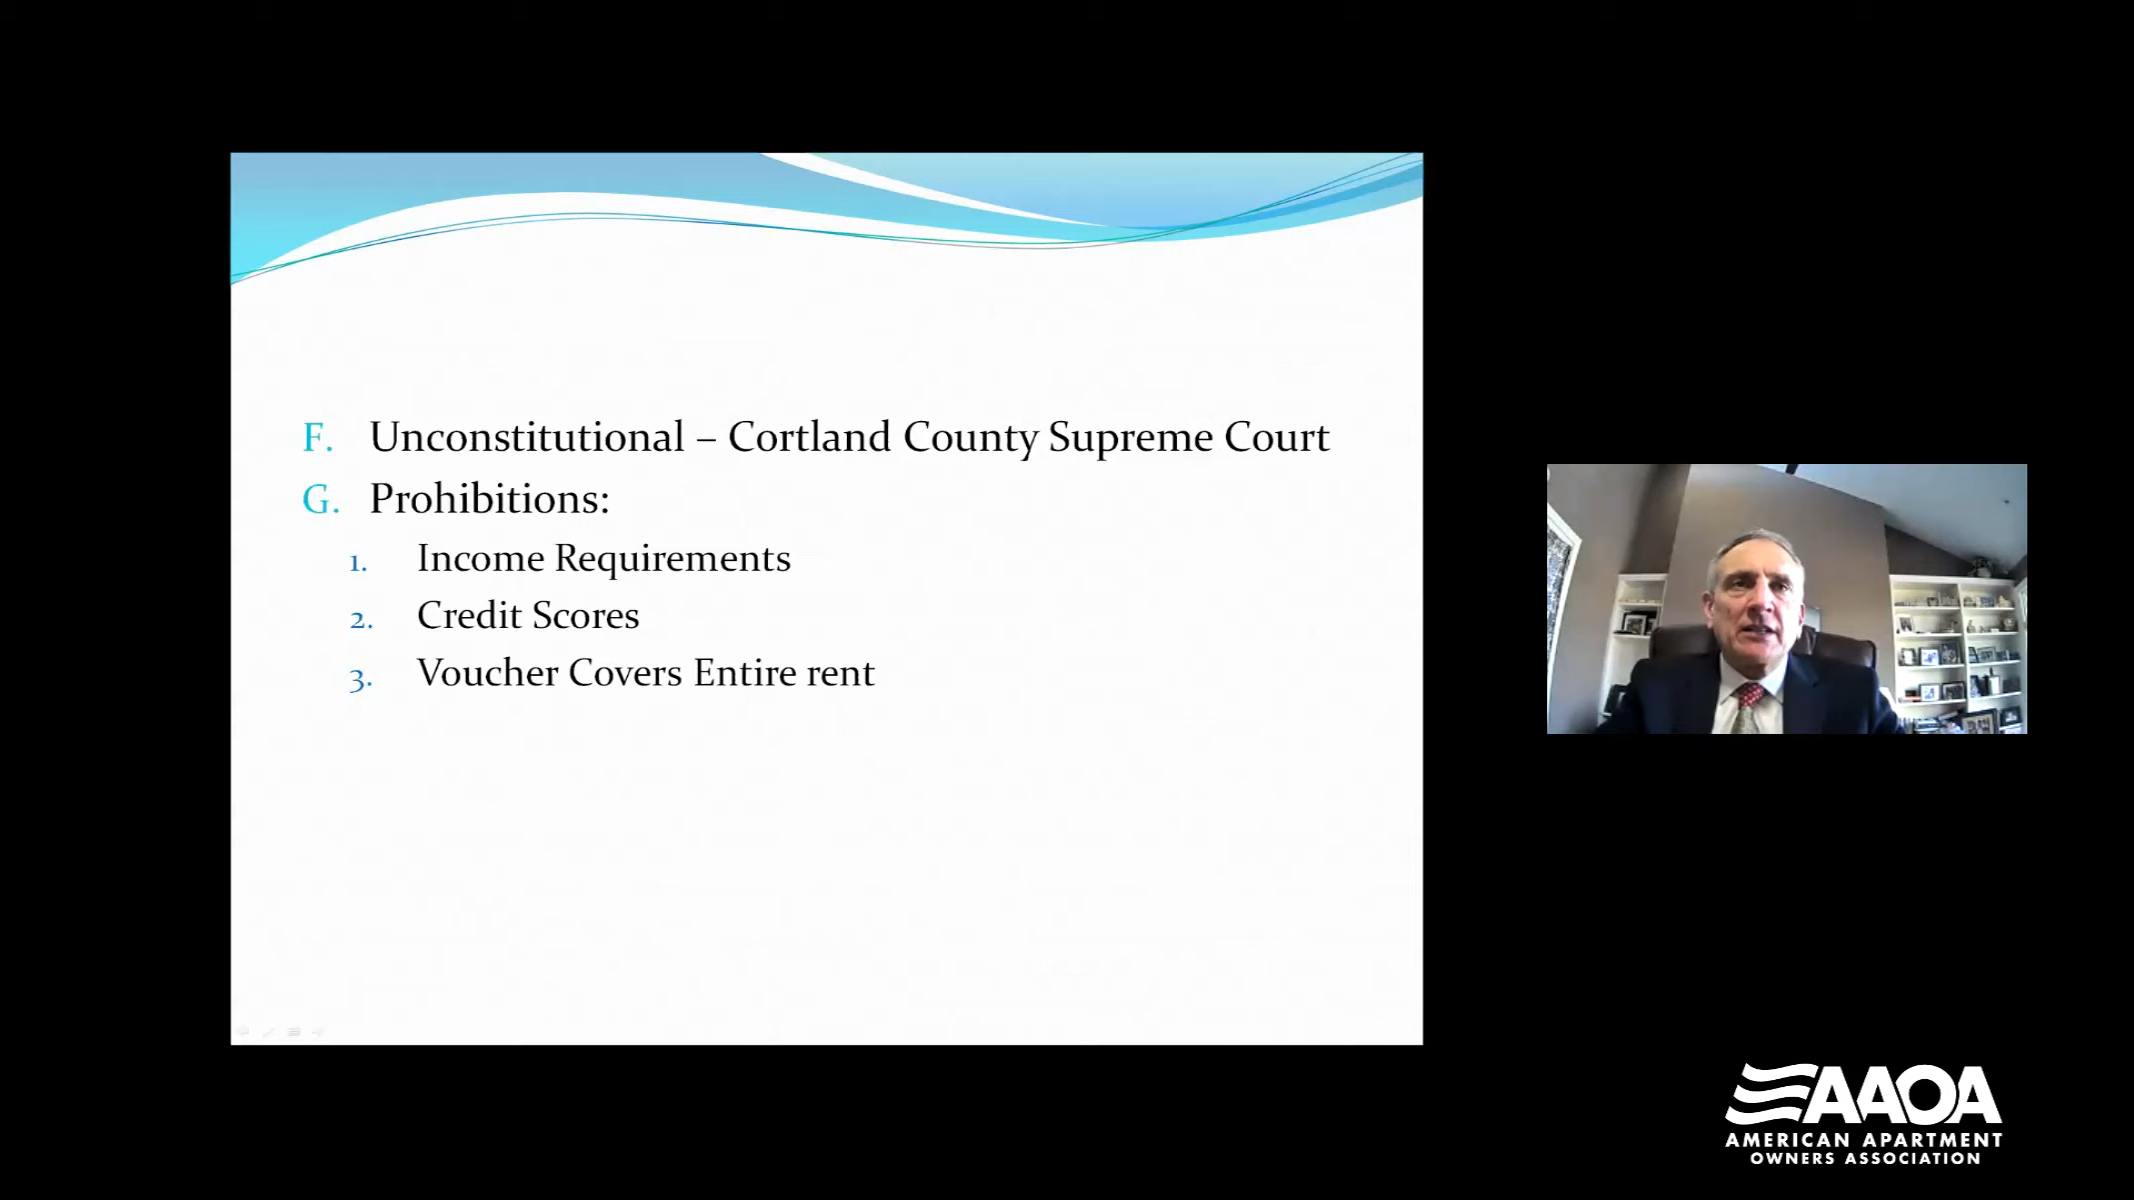 F. Unconstitutional – Cortland County Supreme Court
G. Prohibitions:
1. Income Requirements
2. Credit Scores
3. Voucher Covers Entire rent
AAOA
AMERICAN APARTMENT
OWNERS ASSOCIATION